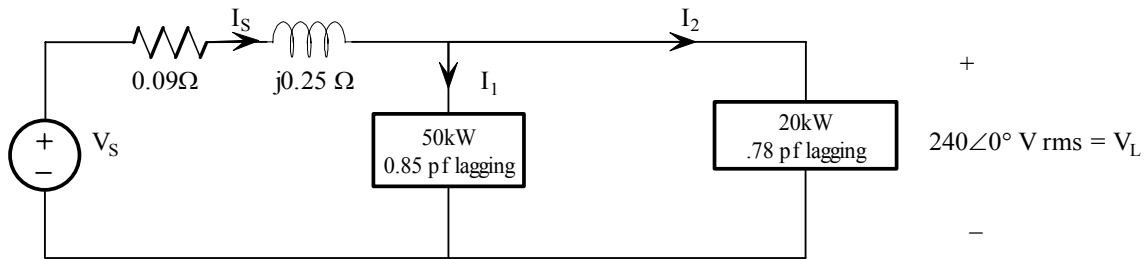 I_S
I_2
0.09Ω
j0.25 Ω
I_1
+
V_S
+
−
50kW
0.85 pf lagging
20kW
.78 pf lagging
240∠0° V rms = V_L
−